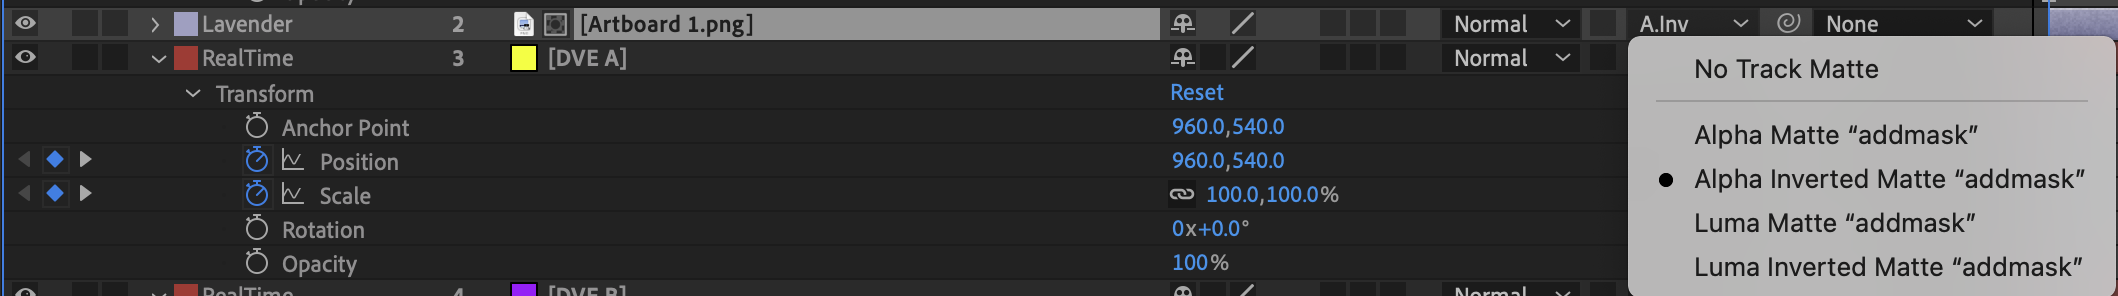 Lavender 2 [Artboard 1.png] Normal A.Inv None
RealTime 3 [DVE A] Normal
No Track Matte
Transform Reset
Anchor Point 960.0,540.0
Alpha Matte “addmask”
Position 960.0,540.0
Alpha Inverted Matte “addmask”
Scale 100.0,100.0%
Luma Matte “addmask”
Rotation 0x+0.0°
Opacity 100%
Luma Inverted Matte “addmask”
RealTime 4 [DVE B] Normal